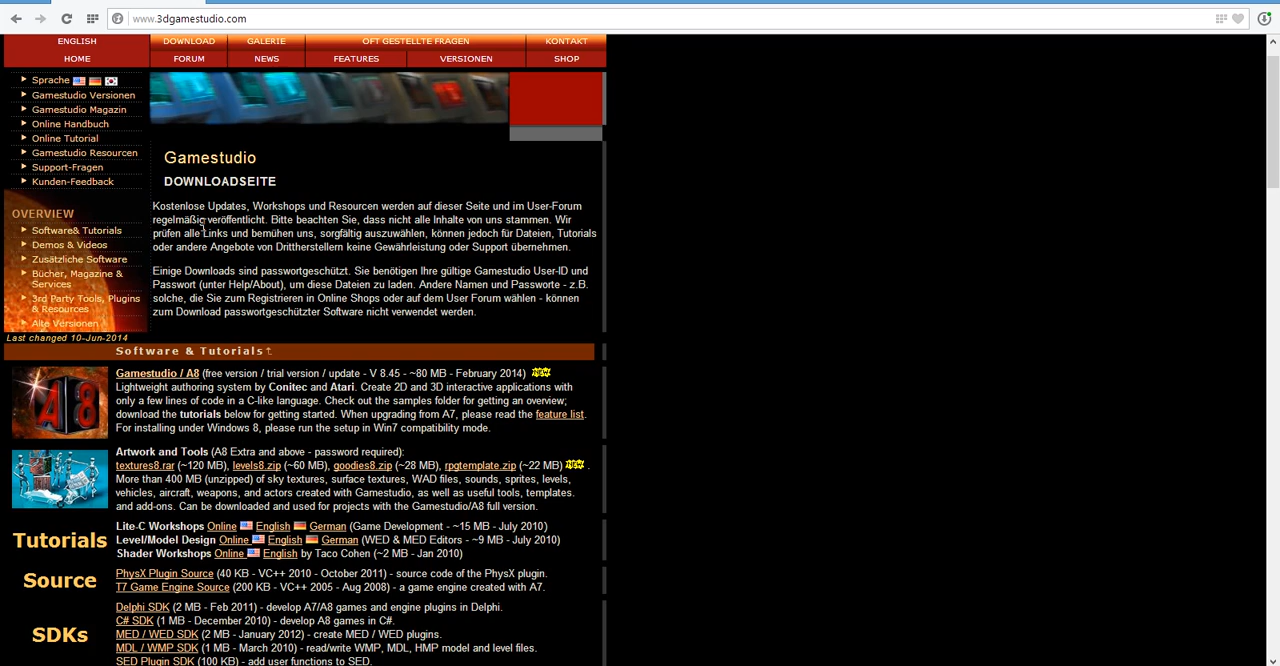 www.3dgamestudio.com
ENGLISH
DOWNLOAD
GALERIE
OFT GESTELLTE FRAGEN
KONTAKT
HOME
FORUM
NEWS
FEATURES
VERSIONEN
SHOP
Sprache
Gamestudio Versionen
Gamestudio Magazin
Online Handbuch
Online Tutorial
Gamestudio Resourcen
Support-Fragen
Kunden-Feedback
OVERVIEW
Software& Tutorials
Demos & Videos
Zusätzliche Software
Bücher, Magazine &
Services
3rd Party Tools, Plugins
& Resources
Alte Versionen
Last changed 10-Jun-2014
Gamestudio
DOWNLOADSEITE
Kostenlose Updates, Workshops und Resourcen werden auf dieser Seite und im User-Forum
regelmäßig veröffentlicht. Bitte beachten Sie, dass nicht alle Inhalte von uns stammen. Wir
prüfen alle Links und bemühen uns, sorgfältig auszuwählen, können jedoch für Dateien, Tutorials
oder andere Angebote von Drittherstellern keine Gewährleistung oder Support übernehmen.
Einige Downloads sind passwortgeschützt. Sie benötigen Ihre gültige Gamestudio User-ID und
Passwort (unter Help/About), um diese Dateien zu laden. Andere Namen und Passworte - z.B.
solche, die Sie zum Registrieren in Online Shops oder auf dem User Forum wählen - können
zum Download passwortgeschützter Software nicht verwendet werden.
Software & Tutorials
Gamestudio / A8 (free version / trial version / update - V 8.45 - ~80 MB - February 2014)
Lightweight authoring system by Conitec and Atari. Create 2D and 3D interactive applications with
only a few lines of code in a C-like language. Check out the samples folder for getting an overview;
download the tutorials below for getting started. When upgrading from A7, please read the feature list.
For installing under Windows 8, please run the setup in Win7 compatibility mode.
A8
Artwork and Tools (A8 Extra and above - password required):
textures8.rar (~120 MB), levels8.zip (~60 MB), goodies8.zip (~28 MB), rpgtemplate.zip (~22 MB) .
More than 400 MB (unzipped) of sky textures, surface textures, WAD files, sounds, sprites, levels,
vehicles, aircraft, weapons, and actors created with Gamestudio, as well as useful tools, templates.
and add-ons. Can be downloaded and used for projects with the Gamestudio/A8 full version.
Tutorials
Lite-C Workshops Online English German (Game Development - ~15 MB - July 2010)
Level/Model Design Online English German (WED & MED Editors - ~9 MB - July 2010)
Shader Workshops Online English by Taco Cohen (~2 MB - Jan 2010)
Source
PhysX Plugin Source (40 KB - VC++ 2010 - October 2011) - source code of the PhysX plugin.
T7 Game Engine Source (200 KB - VC++ 2005 - Aug 2008) - a game engine created with A7.
SDKs
Delphi SDK (2 MB - Feb 2011) - develop A7/A8 games and engine plugins in Delphi.
C# SDK (1 MB - December 2010) - develop A8 games in C#.
MED / WED SDK (2 MB - January 2012) - create MED / WED plugins.
MDL / WMP SDK (1 MB - March 2010) - read/write WMP, MDL, HMP model and level files.
SED Plugin SDK (100 KB) - add user functions to SED.